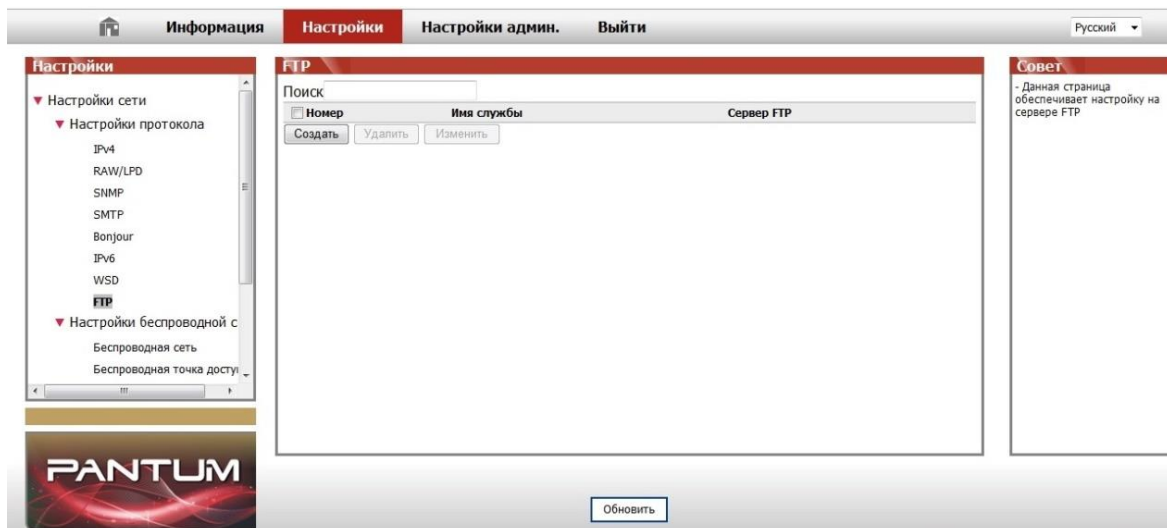 Информация Настройки Настройки админ. Выйти Русский
Настройки
Настройки сети
Настройки протокола
IPv4
RAW/LPD
SNMP
SMTP
Bonjour
IPv6
WSD
FTP
Настройки беспроводной с
Беспроводная сеть
Беспроводная точка досту
PANTUM
FTP
Поиск
Номер Имя службы Сервер FTP
Создать Удалить Изменить
Обновить
Совет
- Данная страница
обеспечивает настройку на
сервере FTP